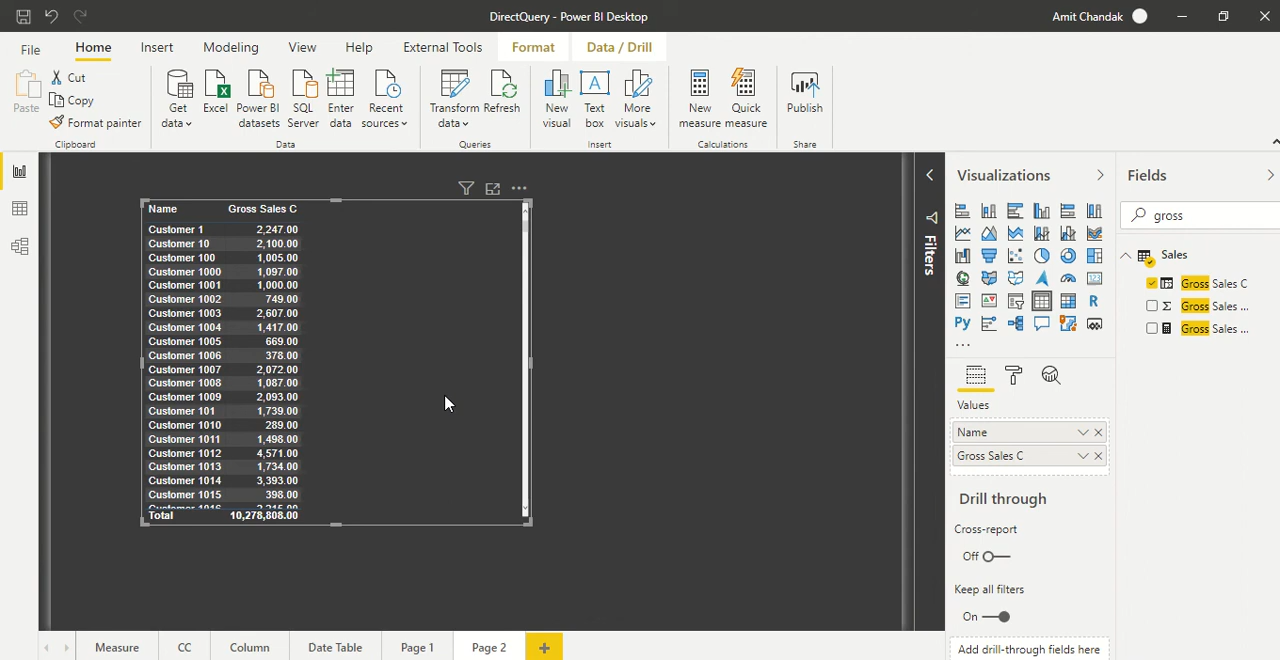 DirectQuery - Power BI Desktop
Amit Chandak
File
Home
Insert
Modeling
View
Help
External Tools
Format
Data / Drill
Paste
Cut
Copy
Format painter
Clipboard
Get data
Excel
Power BI datasets
SQL Server
Enter data
Recent sources
Data
Transform data
Refresh
Queries
New visual
Text box
More visuals
Insert
New measure
Quick measure
Calculations
Publish
Share
Name Gross Sales C
Customer 1 2,247.00
Customer 10 2,100.00
Customer 100 1,005.00
Customer 1000 1,097.00
Customer 1001 1,000.00
Customer 1002 749.00
Customer 1003 2,607.00
Customer 1004 1,417.00
Customer 1005 669.00
Customer 1006 378.00
Customer 1007 2,072.00
Customer 1008 1,087.00
Customer 1009 2,093.00
Customer 101 1,739.00
Customer 1010 289.00
Customer 1011 1,498.00
Customer 1012 4,571.00
Customer 1013 1,734.00
Customer 1014 3,393.00
Customer 1015 398.00
Customer 1016
Total 10,278,808.00
Filters
Visualizations
R
Py
Values
Name
Gross Sales C
Drill through
Cross-report
Off
Keep all filters
On
Add drill-through fields here
Fields
gross
Sales
Gross Sales C
Gross Sales ...
Gross Sales ...
Measure
CC
Column
Date Table
Page 1
Page 2